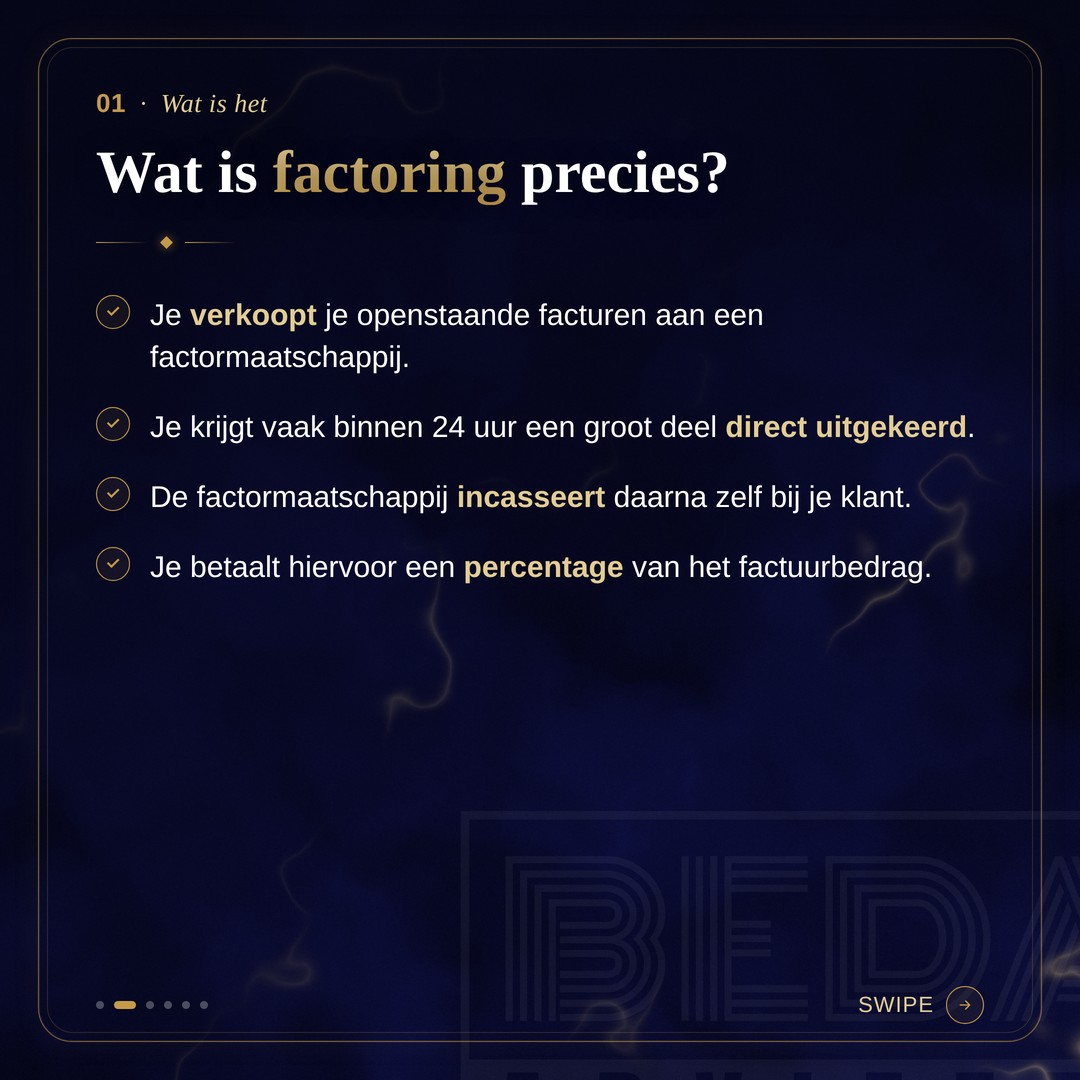 01 · Wat is het
Wat is factoring precies?
Je verkoopt je openstaande facturen aan een
factormaatschappij.
Je krijgt vaak binnen 24 uur een groot deel direct uitgekeerd.
De factormaatschappij incasseert daarna zelf bij je klant.
Je betaalt hiervoor een percentage van het factuurbedrag.
BEDA
SWIPE